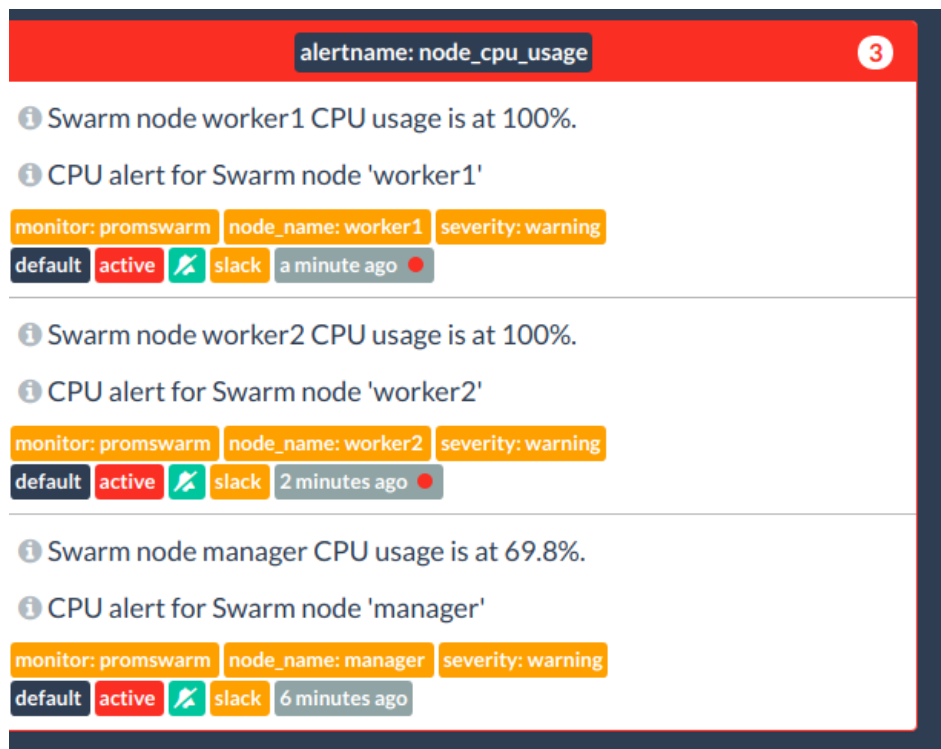 alertname: node_cpu_usage 3
Swarm node worker1 CPU usage is at 100%.
CPU alert for Swarm node 'worker1'
monitor: promswarm node_name: worker1 severity: warning
default active slack a minute ago
Swarm node worker2 CPU usage is at 100%.
CPU alert for Swarm node 'worker2'
monitor: promswarm node_name: worker2 severity: warning
default active slack 2 minutes ago
Swarm node manager CPU usage is at 69.8%.
CPU alert for Swarm node 'manager'
monitor: promswarm node_name: manager severity: warning
default active slack 6 minutes ago